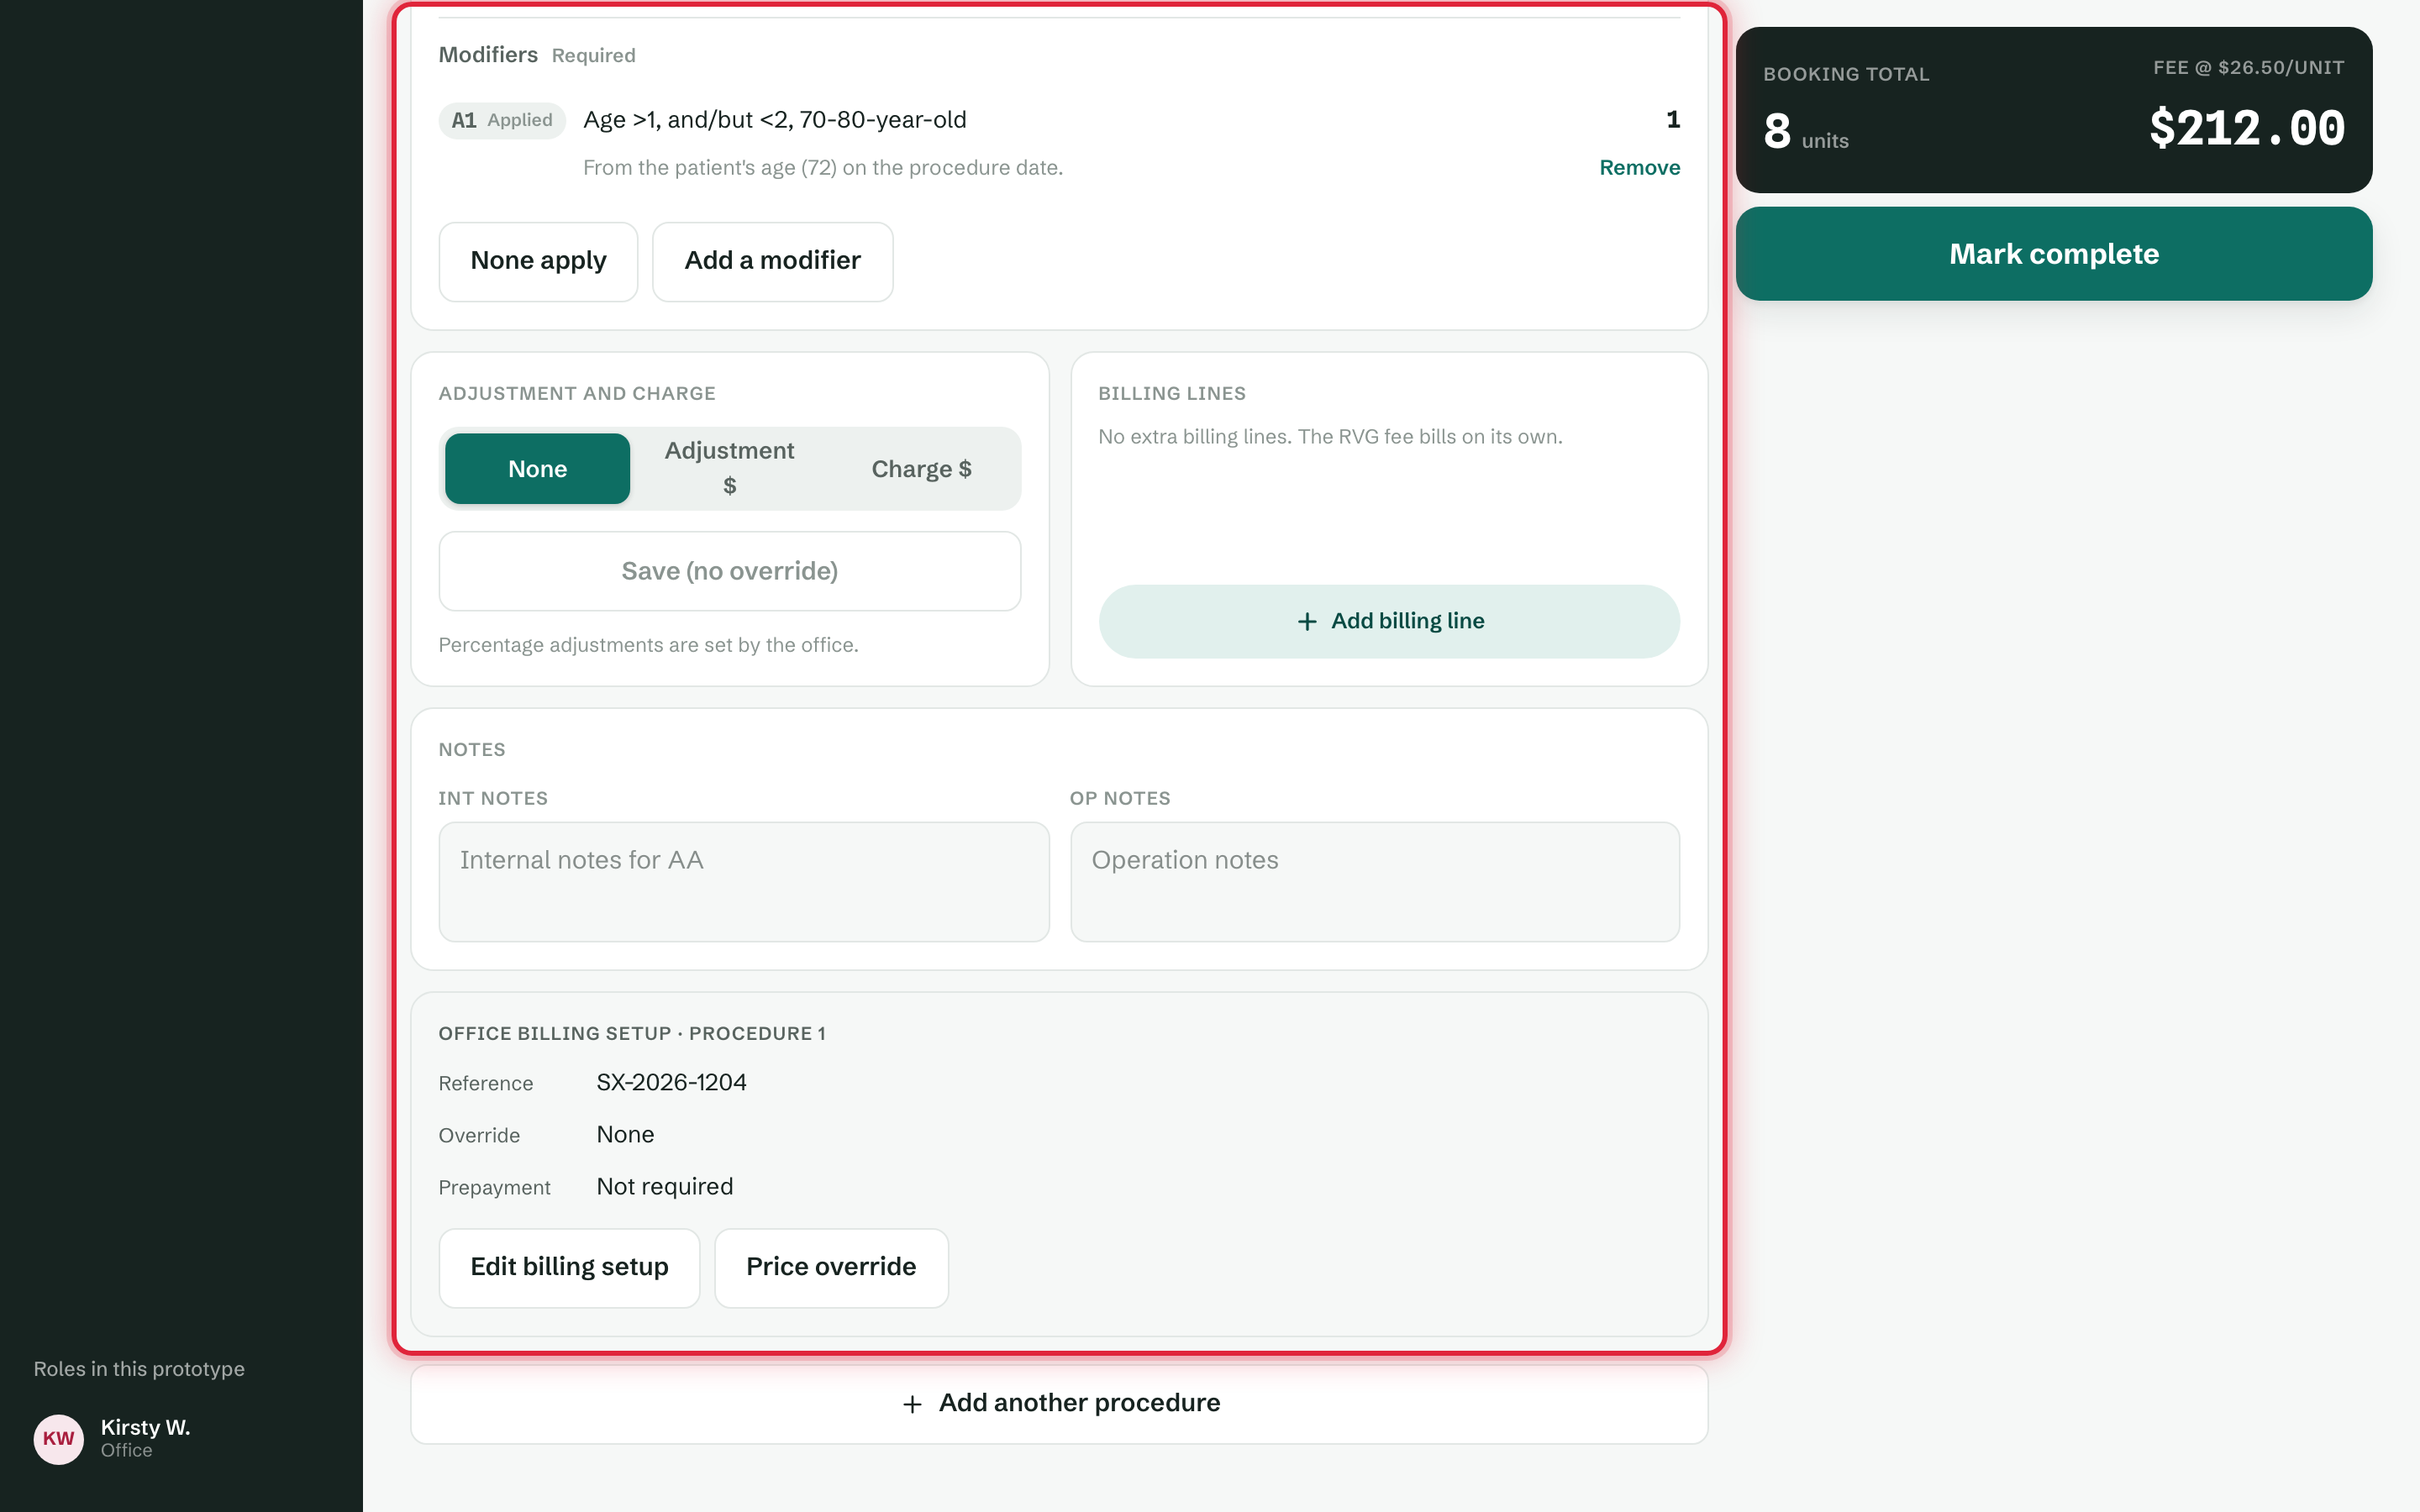 Modifiers Required
A1 Applied Age >1, and/but <2, 70-80-year-old 1
From the patient's age (72) on the procedure date. Remove
None apply Add a modifier
BOOKING TOTAL FEE @ $26.50/UNIT
8 units $212.00
Mark complete
ADJUSTMENT AND CHARGE
None Adjustment $ Charge $
Save (no override)
Percentage adjustments are set by the office.
BILLING LINES
No extra billing lines. The RVG fee bills on its own.
+ Add billing line
NOTES
INT NOTES
Internal notes for AA
OP NOTES
Operation notes
OFFICE BILLING SETUP · PROCEDURE 1
Reference SX-2026-1204
Override None
Prepayment Not required
Edit billing setup Price override
+ Add another procedure
Roles in this prototype
KW Kirsty W.
Office